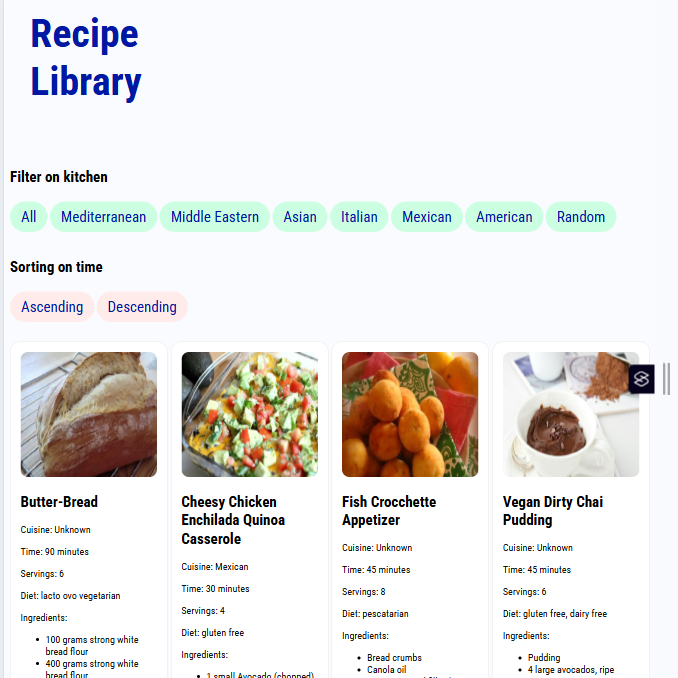 Recipe
Library
Filter on kitchen
All Mediterranean Middle Eastern Asian Italian Mexican American Random
Sorting on time
Ascending Descending
Butter-Bread
Cuisine: Unknown
Time: 90 minutes
Servings: 6
Diet: lacto ovo vegetarian
Ingredients:
100 grams strong white
bread flour
400 grams strong white
bread flour
Cheesy Chicken
Enchilada Quinoa
Casserole
Cuisine: Mexican
Time: 30 minutes
Servings: 4
Diet: gluten free
Ingredients:
1 small Avocado (chopped)
Fish Crocchette
Appetizer
Cuisine: Unknown
Time: 45 minutes
Servings: 8
Diet: pescatarian
Ingredients:
Bread crumbs
Canola oil
Vegan Dirty Chai
Pudding
Cuisine: Unknown
Time: 45 minutes
Servings: 6
Diet: gluten free, dairy free
Ingredients:
Pudding
4 large avocados, ripe